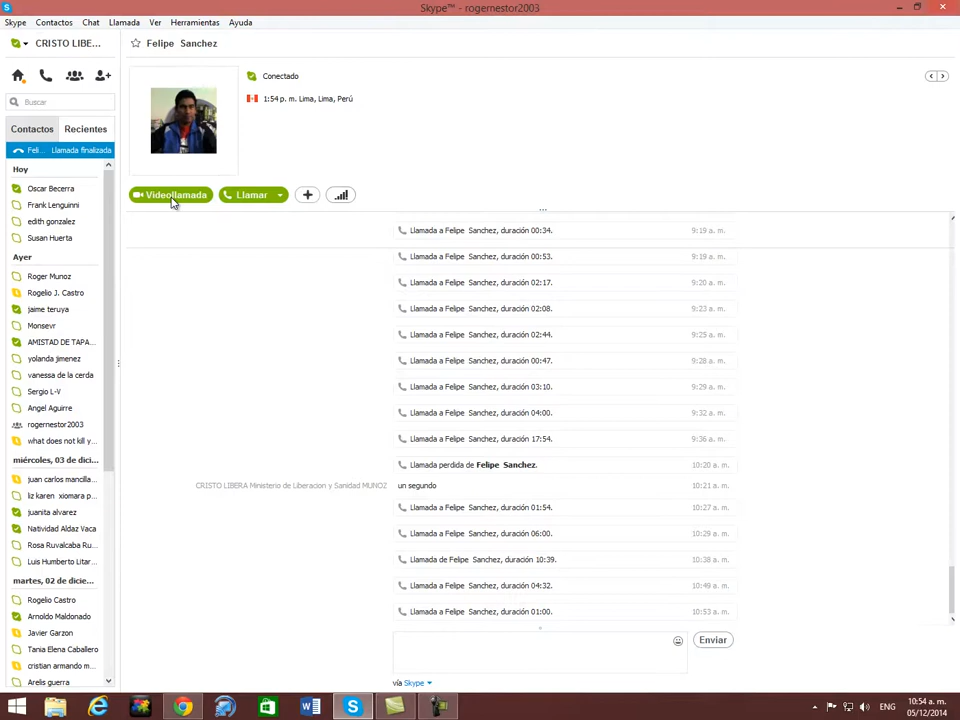 Skype™ - rogernestor2003
Skype Contactos Chat Llamada Ver Herramientas Ayuda
CRISTO LIBE...
Buscar
Contactos Recientes
Feli... Llamada finalizada
Hoy
Oscar Becerra
Frank Lenguinni
edith gonzalez
Susan Huerta
Ayer
Roger Munoz
Rogelio J. Castro
jaime teruya
Monsevr
AMISTAD DE TAPA...
yolanda jimenez
vanessa de la cerda
Sergio L-V
Angel Aguirre
rogernestor2003
what does not kill y...
miércoles, 03 de dici...
juan carlos mancilla...
liz karen xiomara p...
juanita alvarez
Natividad Aldaz Vaca
Rosa Ruvalcaba Ru...
Luis Humberto Litar...
martes, 02 de dicie...
Rogelio Castro
Arnoldo Maldonado
Javier Garzon
Tania Elena Caballero
cristian armando m...
Arelis guerra
Felipe Sanchez
Conectado
1:54 p. m. Lima, Lima, Perú
Videollamada Llamar
Llamada a Felipe Sanchez, duración 00:34. 9:19 a. m.
Llamada a Felipe Sanchez, duración 00:53. 9:19 a. m.
Llamada a Felipe Sanchez, duración 02:17. 9:20 a. m.
Llamada a Felipe Sanchez, duración 02:08. 9:23 a. m.
Llamada a Felipe Sanchez, duración 02:44. 9:25 a. m.
Llamada a Felipe Sanchez, duración 00:47. 9:28 a. m.
Llamada a Felipe Sanchez, duración 03:10. 9:29 a. m.
Llamada a Felipe Sanchez, duración 04:00. 9:32 a. m.
Llamada a Felipe Sanchez, duración 17:54. 9:36 a. m.
Llamada perdida de Felipe Sanchez. 10:20 a. m.
CRISTO LIBERA Ministerio de Liberacion y Sanidad MUNOZ un segundo 10:21 a. m.
Llamada a Felipe Sanchez, duración 01:54. 10:27 a. m.
Llamada a Felipe Sanchez, duración 06:00. 10:29 a. m.
Llamada de Felipe Sanchez, duración 10:39. 10:38 a. m.
Llamada a Felipe Sanchez, duración 04:32. 10:49 a. m.
Llamada a Felipe Sanchez, duración 01:00. 10:53 a. m.
Enviar
vía Skype
ENG
10:54 a. m.
05/12/2014